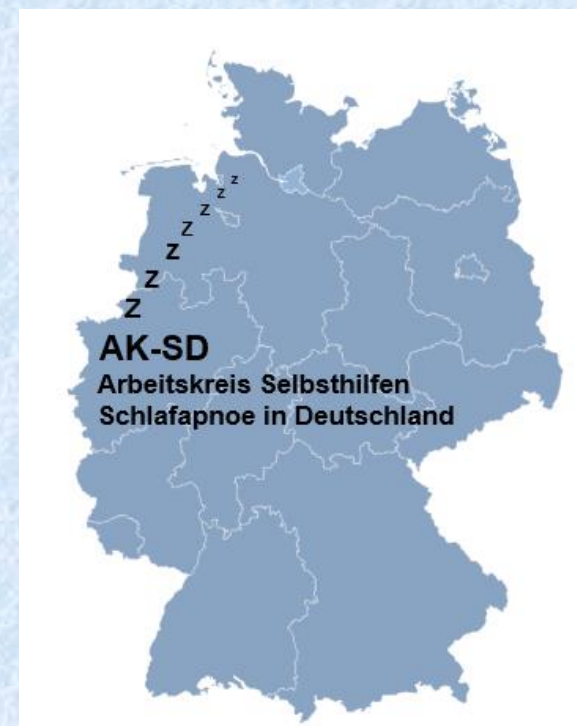 z
z
z
Z
Z
Z
Z
AK-SD
Arbeitskreis Selbsthilfen
Schlafapnoe in Deutschland